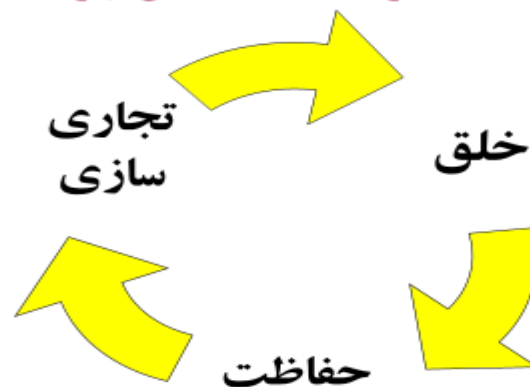 تجاری
سازی
خلق
حفاظت